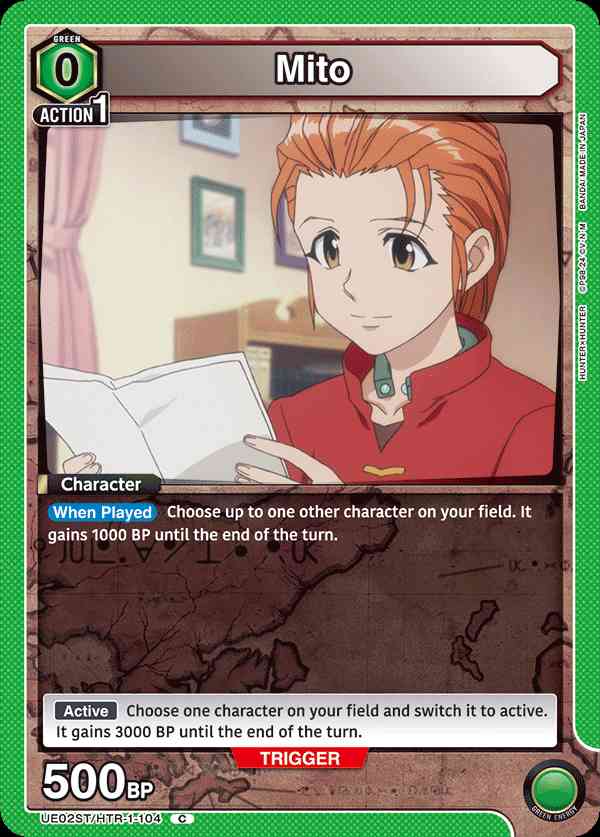 GREEN
0
Mito
ACTION 1
HUNTER×HUNTER ©P98-24 ©V･N･M BANDAI MADE IN JAPAN
Character
When Played Choose up to one other character on your field. It
gains 1000 BP until the end of the turn.
Active Choose one character on your field and switch it to active.
It gains 3000 BP until the end of the turn.
TRIGGER
500 BP
GREEN ENERGY
UE02ST/HTR-1-104 C